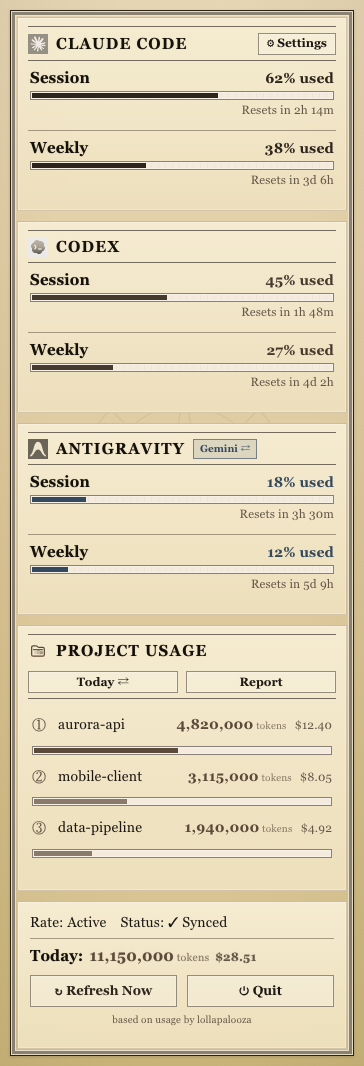 CLAUDE CODE ⚙ Settings
Session 62% used
Resets in 2h 14m
Weekly 38% used
Resets in 3d 6h
CODEX
Session 45% used
Resets in 1h 48m
Weekly 27% used
Resets in 4d 2h
ANTIGRAVITY Gemini ⇄
Session 18% used
Resets in 3h 30m
Weekly 12% used
Resets in 5d 9h
PROJECT USAGE
Today ⇄ Report
① aurora-api 4,820,000 tokens $12.40
② mobile-client 3,115,000 tokens $8.05
③ data-pipeline 1,940,000 tokens $4.92
Rate: Active Status: ✓ Synced
Today: 11,150,000 tokens $28.51
↻ Refresh Now ⏻ Quit
based on usage by lollapalooza